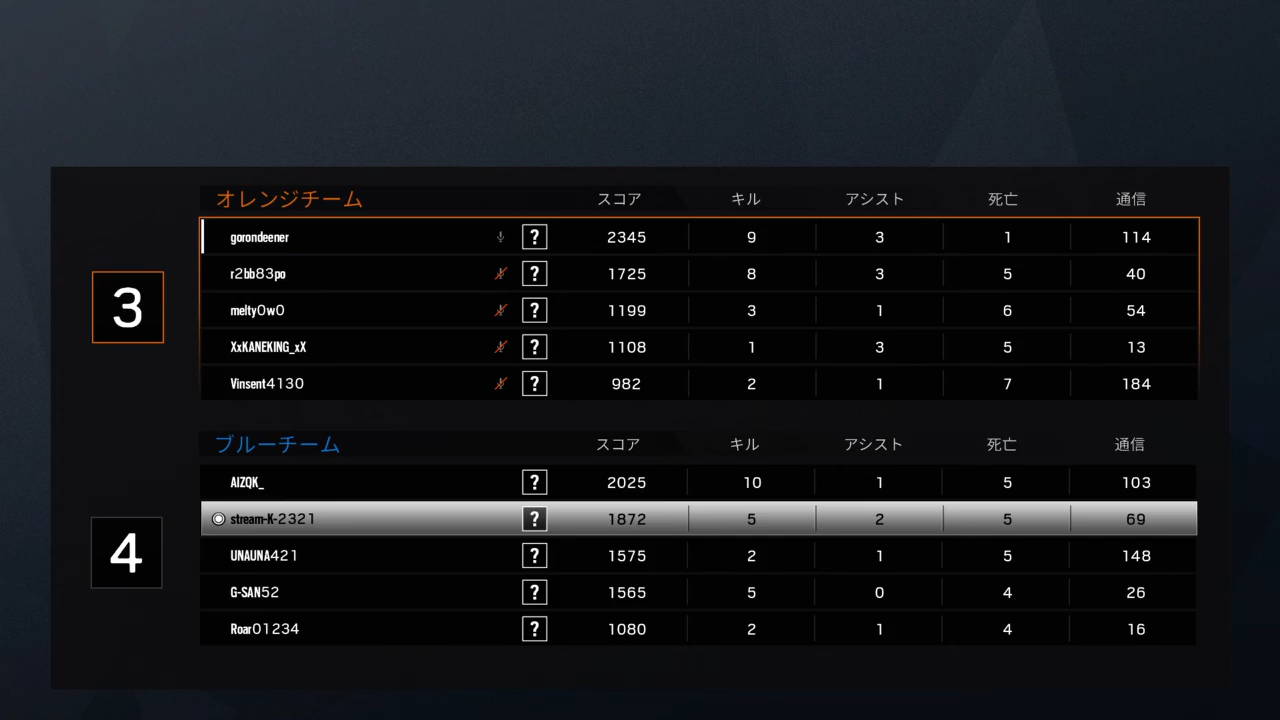 オレンジチーム スコア キル アシスト 死亡 通信
gorondeener ? 2345 9 3 1 114
r2bb83po ? 1725 8 3 5 40
3
meltyOwO ? 1199 3 1 6 54
XxKANEKING_xX ? 1108 1 3 5 13
Vinsent4130 ? 982 2 1 7 184
ブルーチーム スコア キル アシスト 死亡 通信
AIZQK_ ? 2025 10 1 5 103
stream-K-2321 ? 1872 5 2 5 69
4
UNAUNA421 ? 1575 2 1 5 148
G-SAN52 ? 1565 5 0 4 26
Roar01234 ? 1080 2 1 4 16